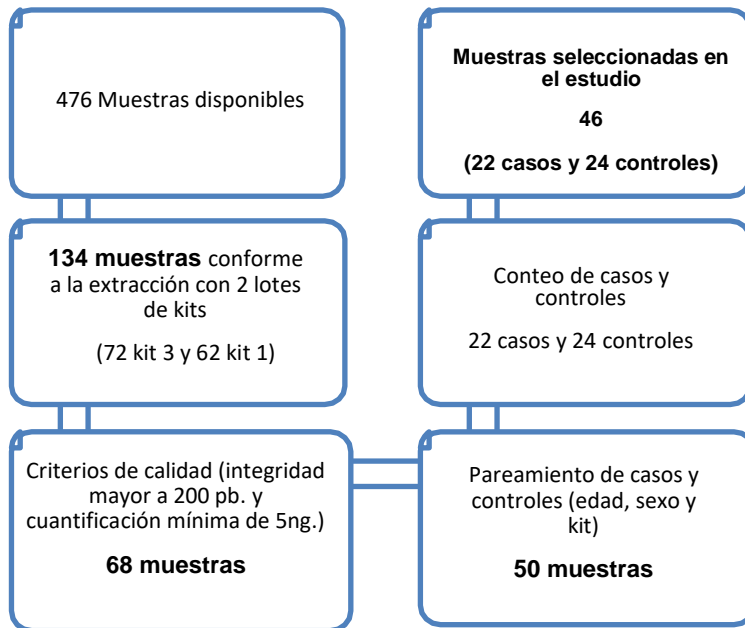 476 Muestras disponibles
134 muestras conforme
a la extracción con 2 lotes
de kits
(72 kit 3 y 62 kit 1)
Criterios de calidad (integridad
mayor a 200 pb. y
cuantificación mínima de 5ng.)
68 muestras
Pareamiento de casos y
controles (edad, sexo y
kit)
50 muestras
Conteo de casos y
controles
22 casos y 24 controles
Muestras seleccionadas en
el estudio
46
(22 casos y 24 controles)